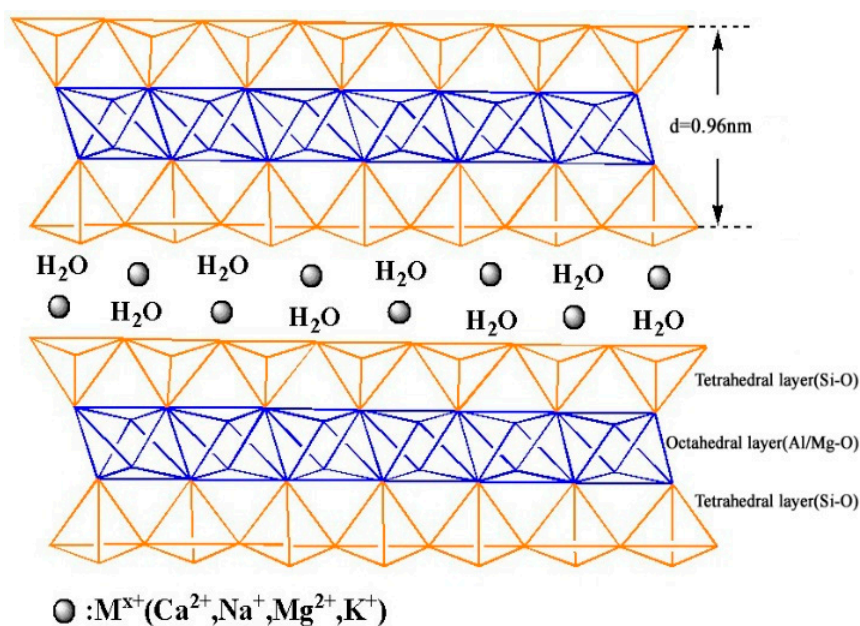 d=0.96nm
H₂O H₂O H₂O H₂O
H₂O H₂O H₂O H₂O
Tetrahedral layer(Si-O)
Octahedral layer(Al/Mg-O)
Tetrahedral layer(Si-O)
:Mˣ⁺(Ca²⁺,Na⁺,Mg²⁺,K⁺)